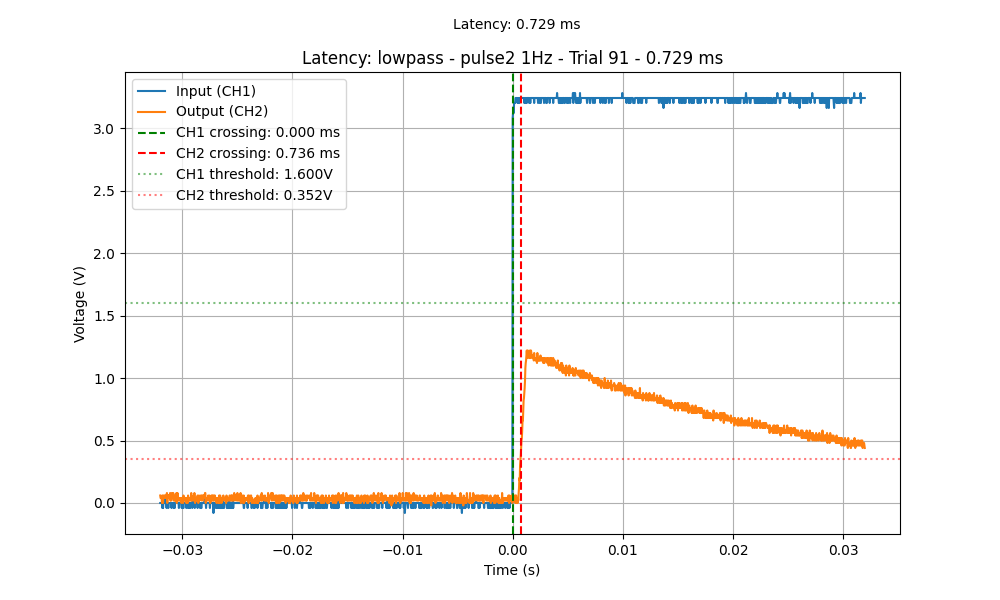 Latency: 0.729 ms
Latency: lowpass - pulse2 1Hz - Trial 91 - 0.729 ms
Input (CH1)
Output (CH2)
CH1 crossing: 0.000 ms
CH2 crossing: 0.736 ms
CH1 threshold: 1.600V
CH2 threshold: 0.352V
Voltage (V)
3.0
2.5
2.0
1.5
1.0
0.5
0.0
−0.03
−0.02
−0.01
0.00
0.01
0.02
0.03
Time (s)